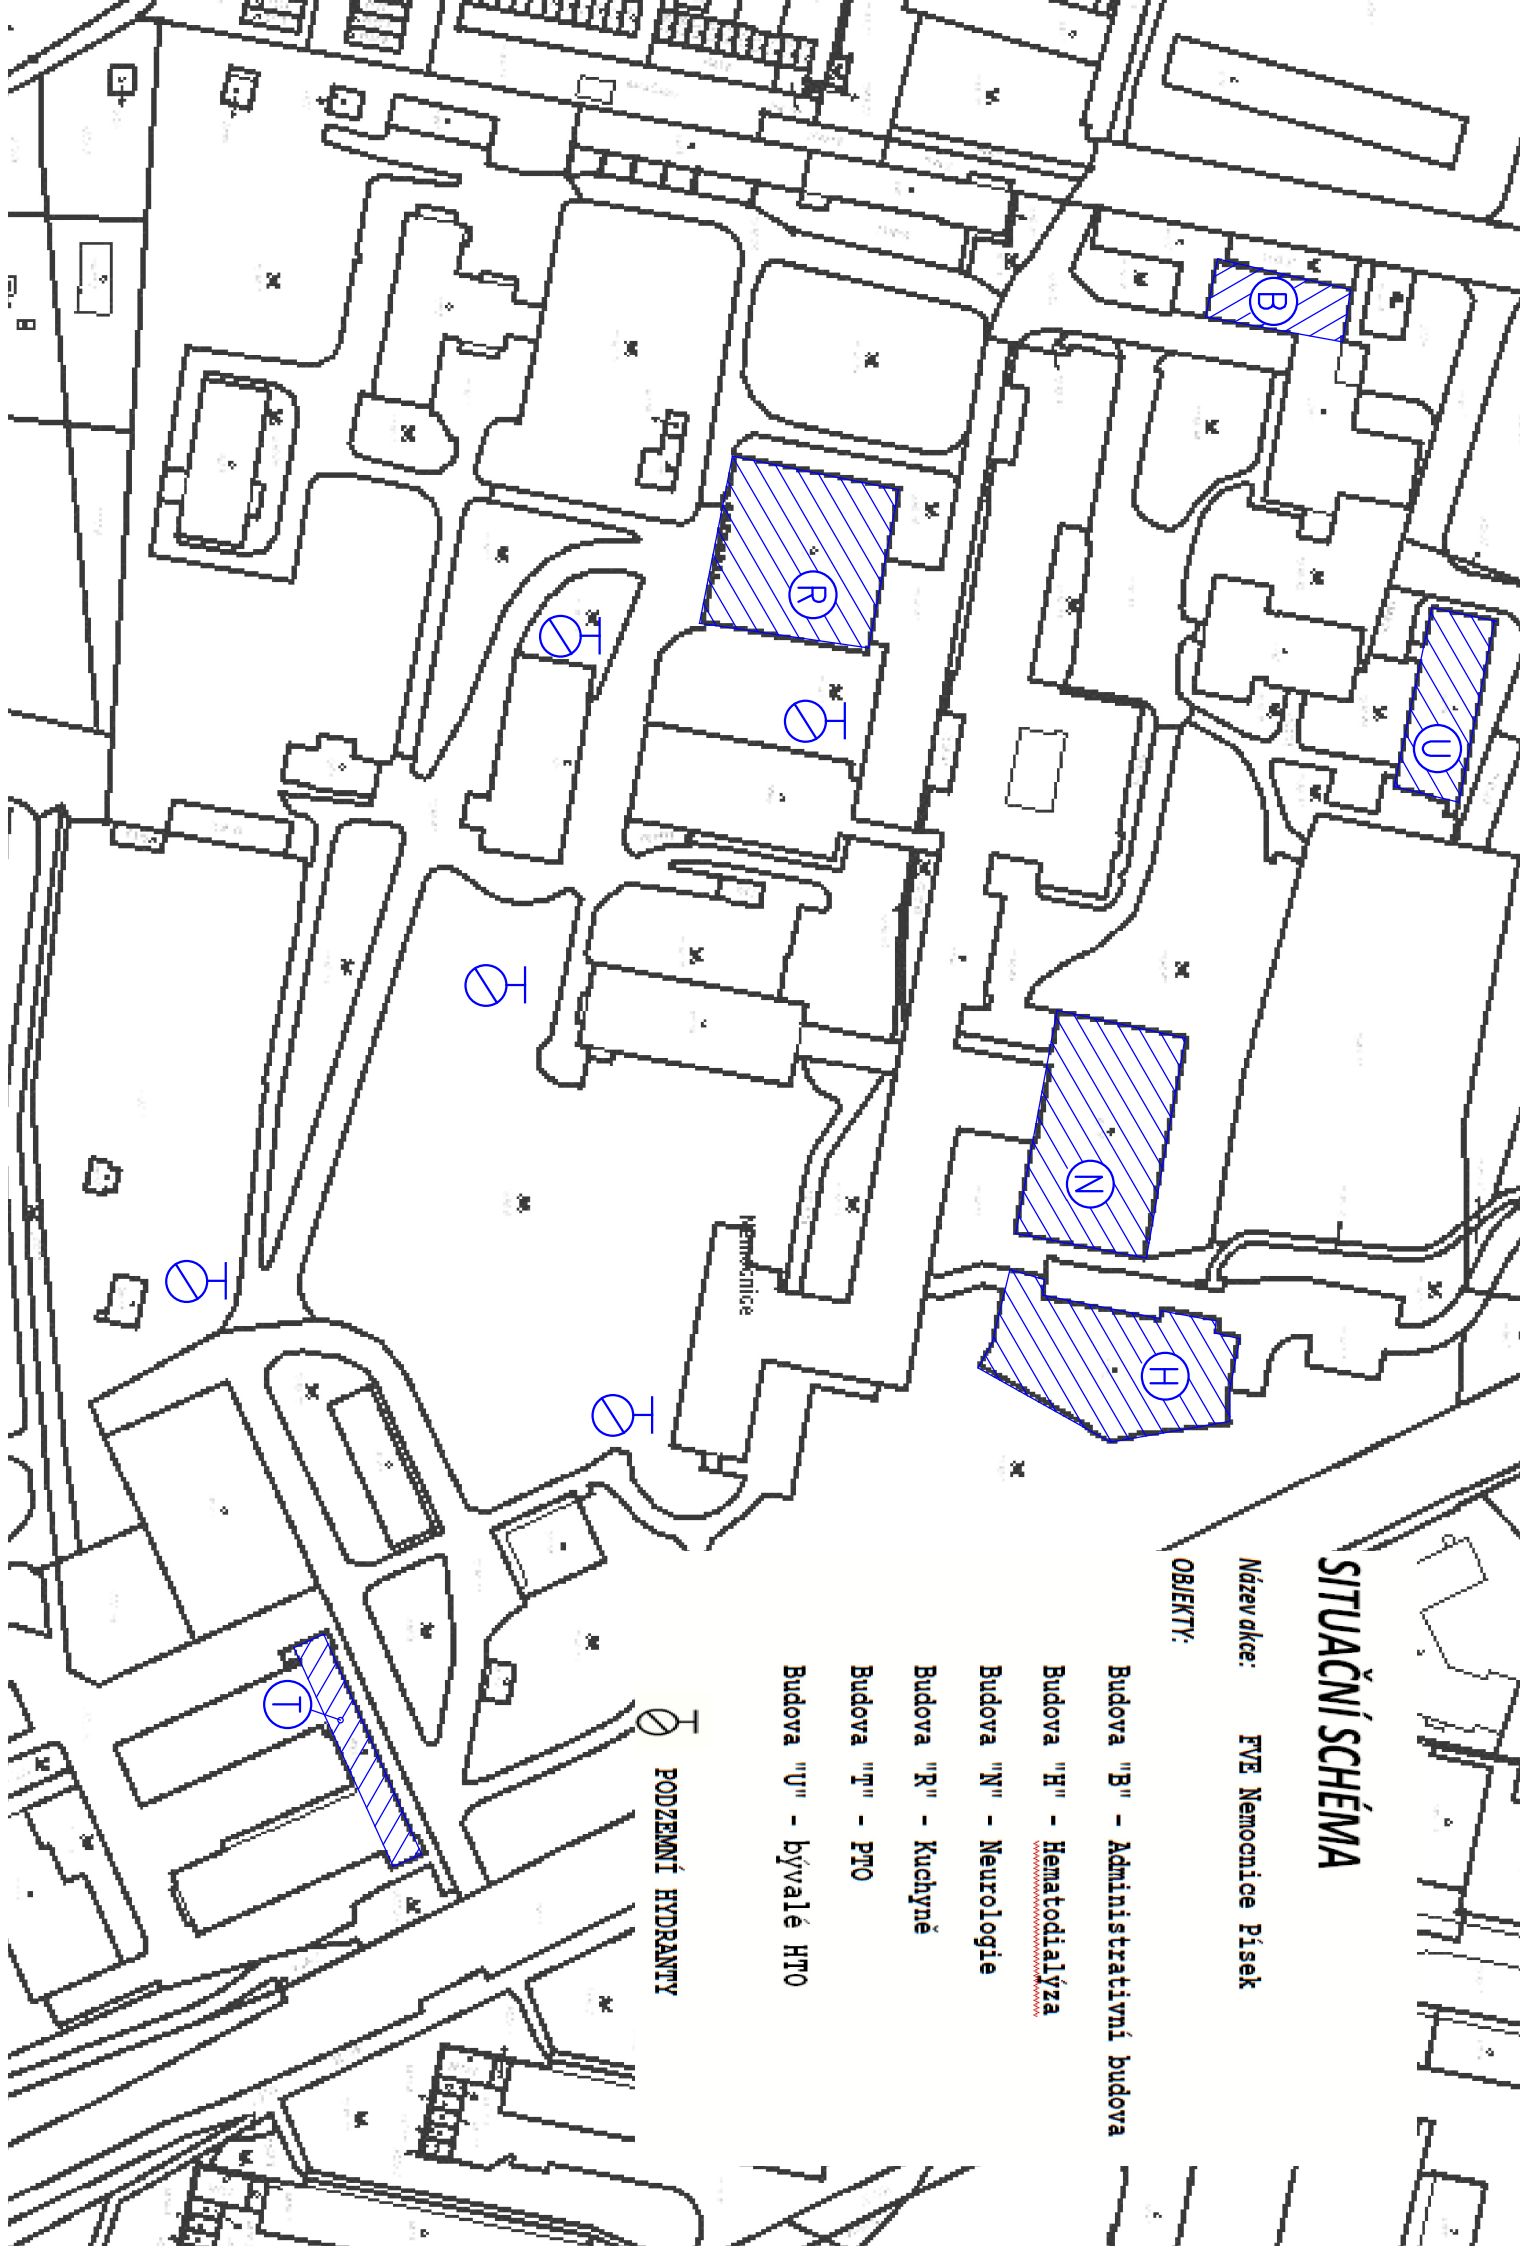 SITUAČNÍ SCHÉMA
Název akce: FVE Nemocnice Písek
OBJEKTY:
Budova "B" - Administrativní budova
Budova "H" - Hematodialýza
Budova "N" - Neurologie
Budova "R" - Kuchyně
Budova "T" - PTO
Budova "U" - bývalé HTO
PODZEMNÍ HYDRANTY
B
U
R
N
H
T
Nemocnice